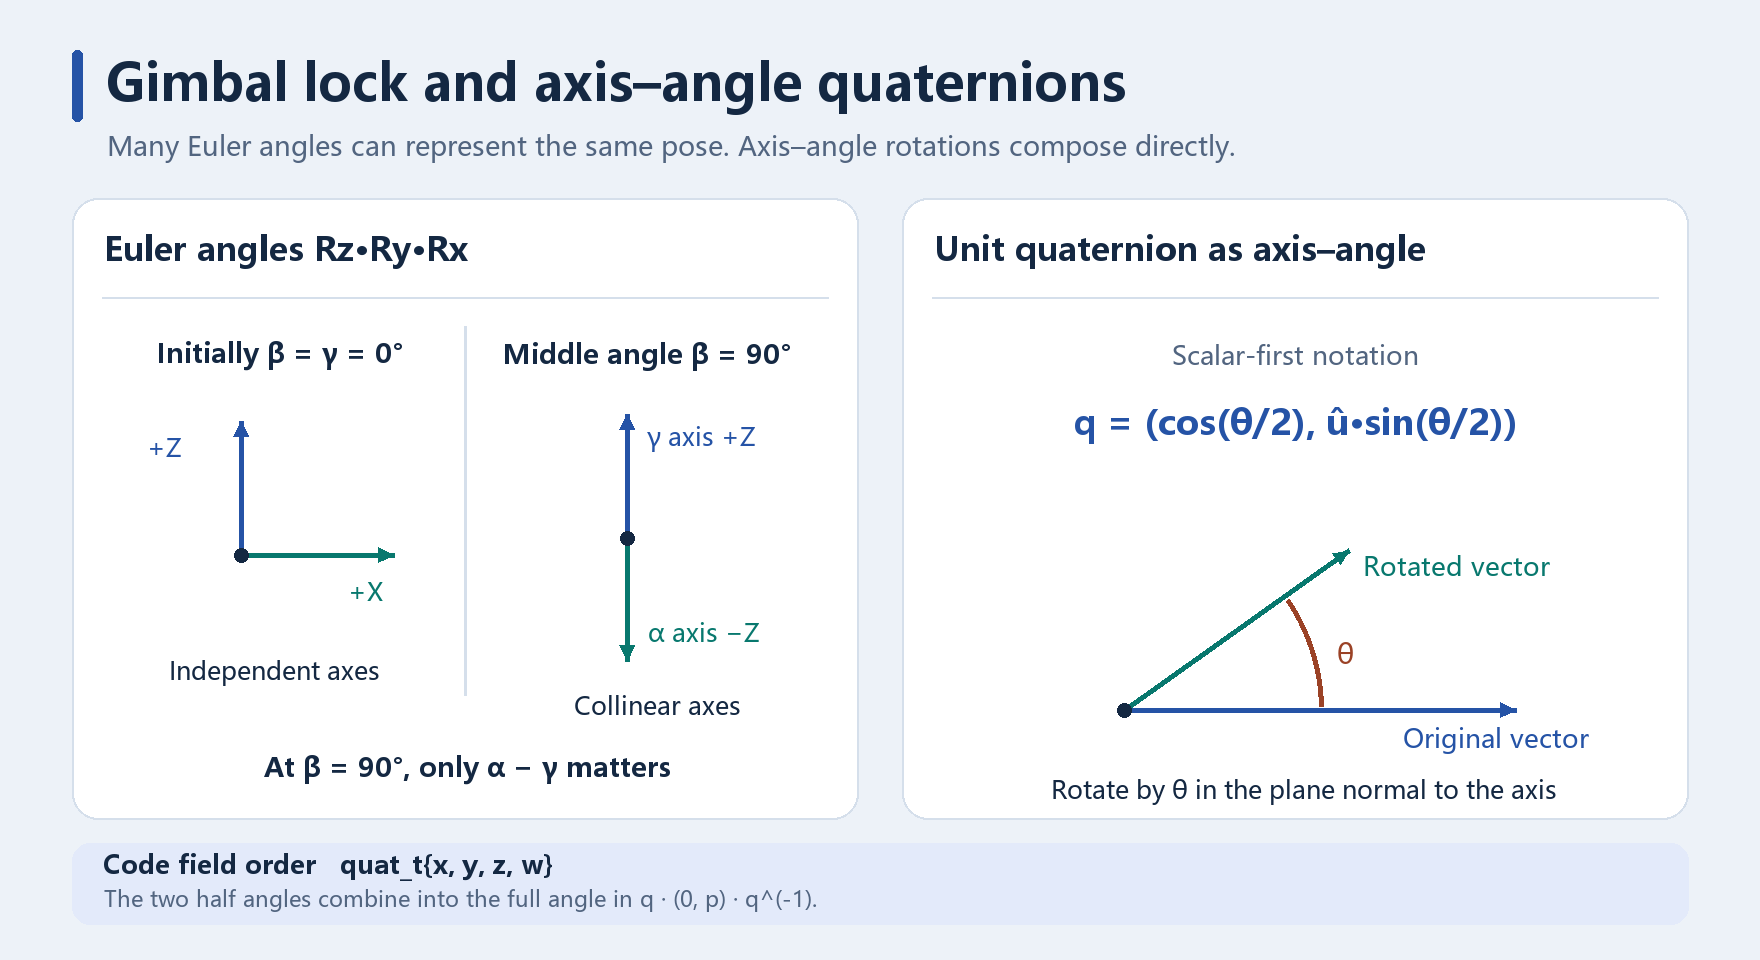 Gimbal lock and axis–angle quaternions
Many Euler angles can represent the same pose. Axis–angle rotations compose directly.
Euler angles Rz•Ry•Rx
Initially β = γ = 0°
+Z
+X
Independent axes
Middle angle β = 90°
γ axis +Z
α axis −Z
Collinear axes
At β = 90°, only α − γ matters
Unit quaternion as axis–angle
Scalar-first notation
q = (cos(θ/2), û•sin(θ/2))
Rotated vector
θ
Original vector
Rotate by θ in the plane normal to the axis
Code field order quat_t{x, y, z, w}
The two half angles combine into the full angle in q · (0, p) · q^(-1).